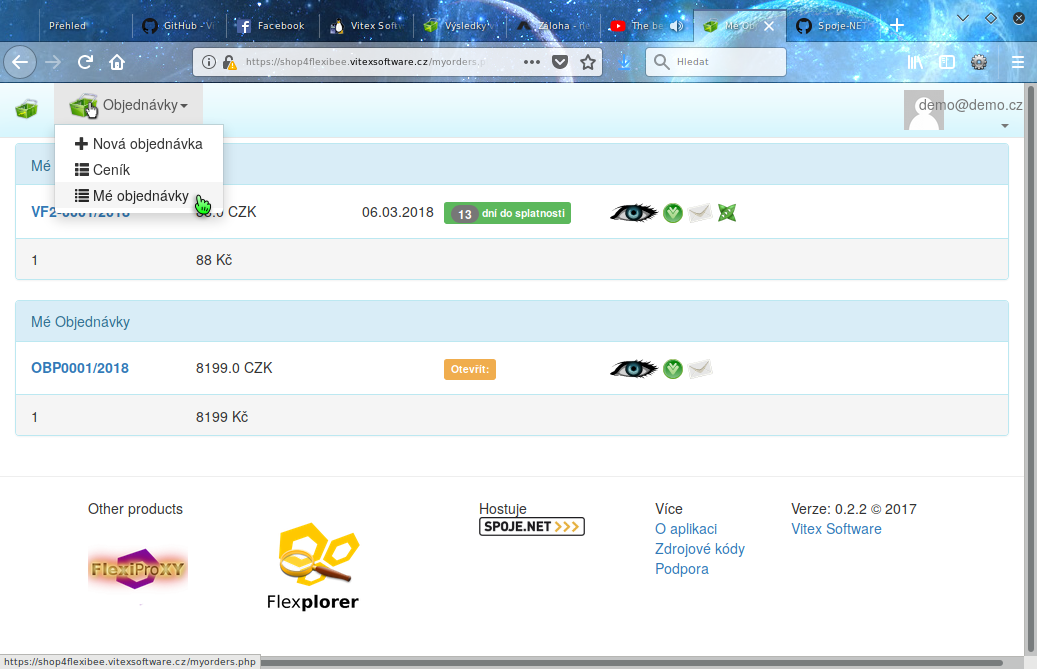 Přehled
GitHub - Vi
Facebook
Vitex Soft
Výsledky
Záloha - fle
The be
Mé Ob
Spoje-NET
https://shop4flexibee.vitexsoftware.cz/myorders.p
Hledat
Objednávky
demo@demo.cz
Nová objednávka
Ceník
Mé objednávky
Mé
VF2-0001/2018 .0 CZK 06.03.2018 13 dní do splatnosti
1 88 Kč
Mé Objednávky
OBP0001/2018 8199.0 CZK Otevřít:
1 8199 Kč
Other products
FlexiProXY
Flexplorer
Hostuje
SPOJE.NET >>>
Více
O aplikaci
Zdrojové kódy
Podpora
Verze: 0.2.2 © 2017
Vitex Software
https://shop4flexibee.vitexsoftware.cz/myorders.php